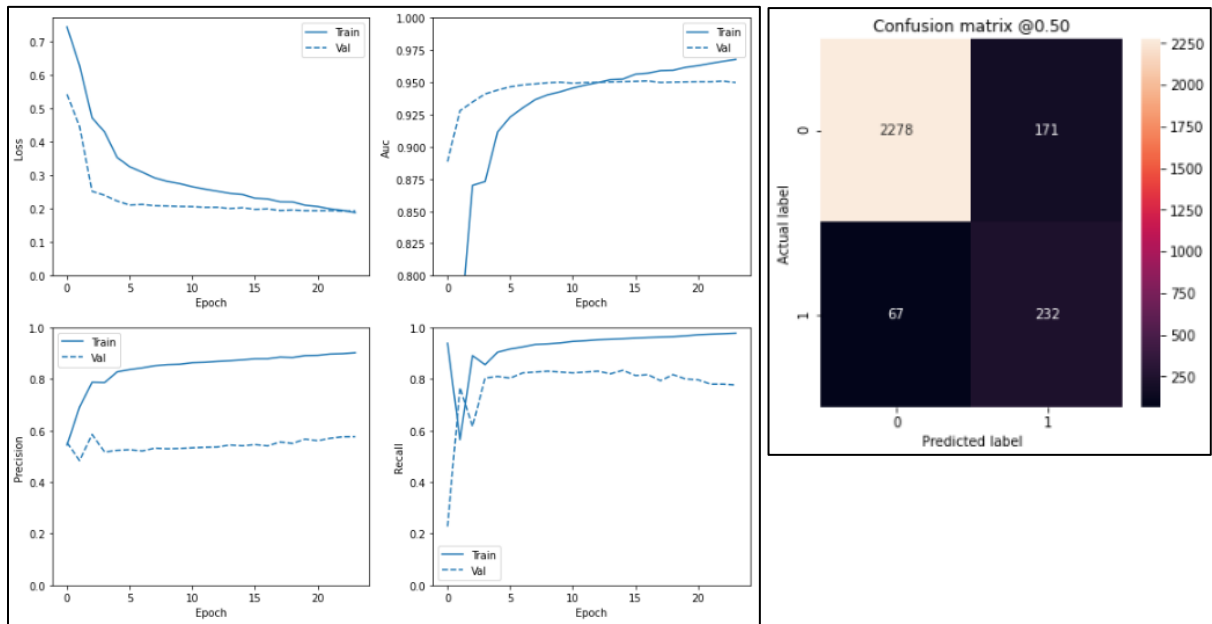 Train
Val
0.7
0.6
0.5
0.4
0.3
0.2
0.1
0.0
Loss
0 5 10 15 20
Epoch
Train
Val
1.000
0.975
0.950
0.925
0.900
0.875
0.850
0.825
0.800
Auc
0 5 10 15 20
Epoch
Train
Val
1.0
0.8
0.6
0.4
0.2
0.0
Precision
0 5 10 15 20
Epoch
1.0
0.8
0.6
0.4
0.2
0.0
Recall
Train
Val
0 5 10 15 20
Epoch
Confusion matrix @0.50
Actual label
0
1
2278 171
67 232
0 1
Predicted label
2250
2000
1750
1500
1250
1000
750
500
250